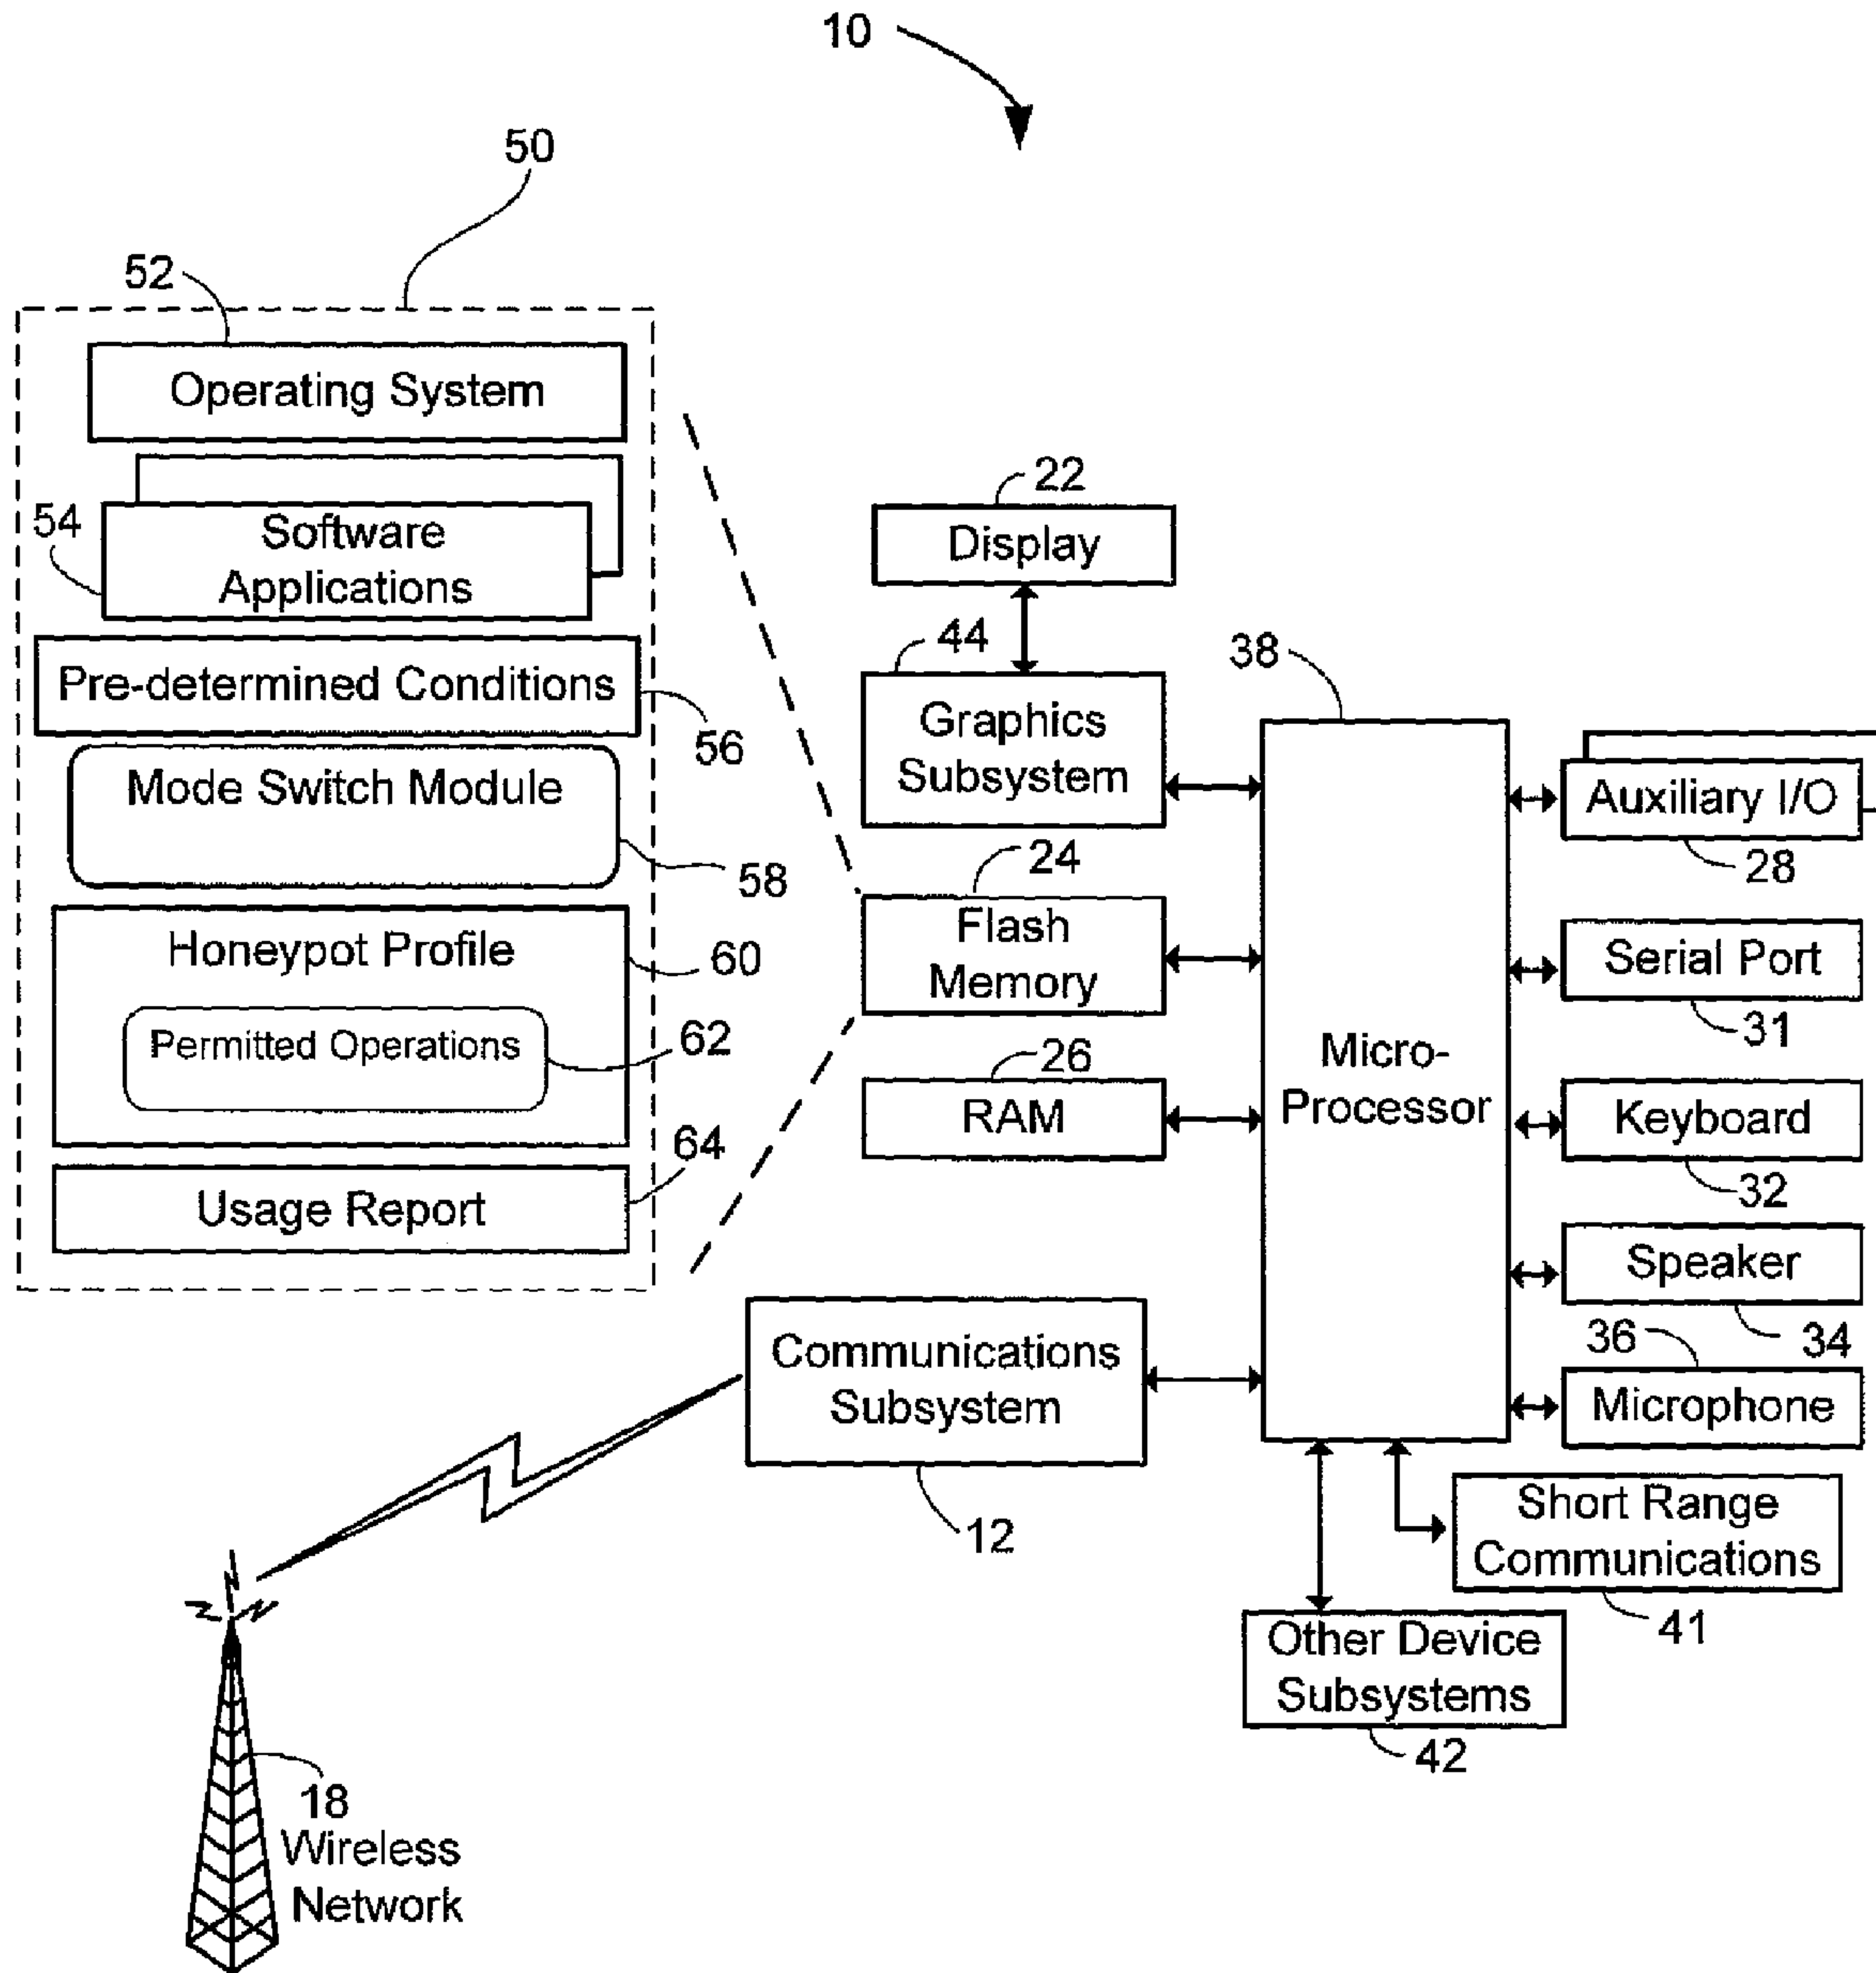 10
50
52
Operating System
54
Software
Applications
Pre-determined Conditions
56
Mode Switch Module
58
Honeypot Profile
60
Permitted Operations
62
64
Usage Report
22
Display
44
Graphics
Subsystem
24
Flash
Memory
26
RAM
38
Micro-
Processor
Auxiliary I/O
28
Serial Port
31
Keyboard
32
Speaker
34
36
Microphone
Communications
Subsystem
12
Short Range
Communications
41
Other Device
Subsystems
42
18
Wireless
Network